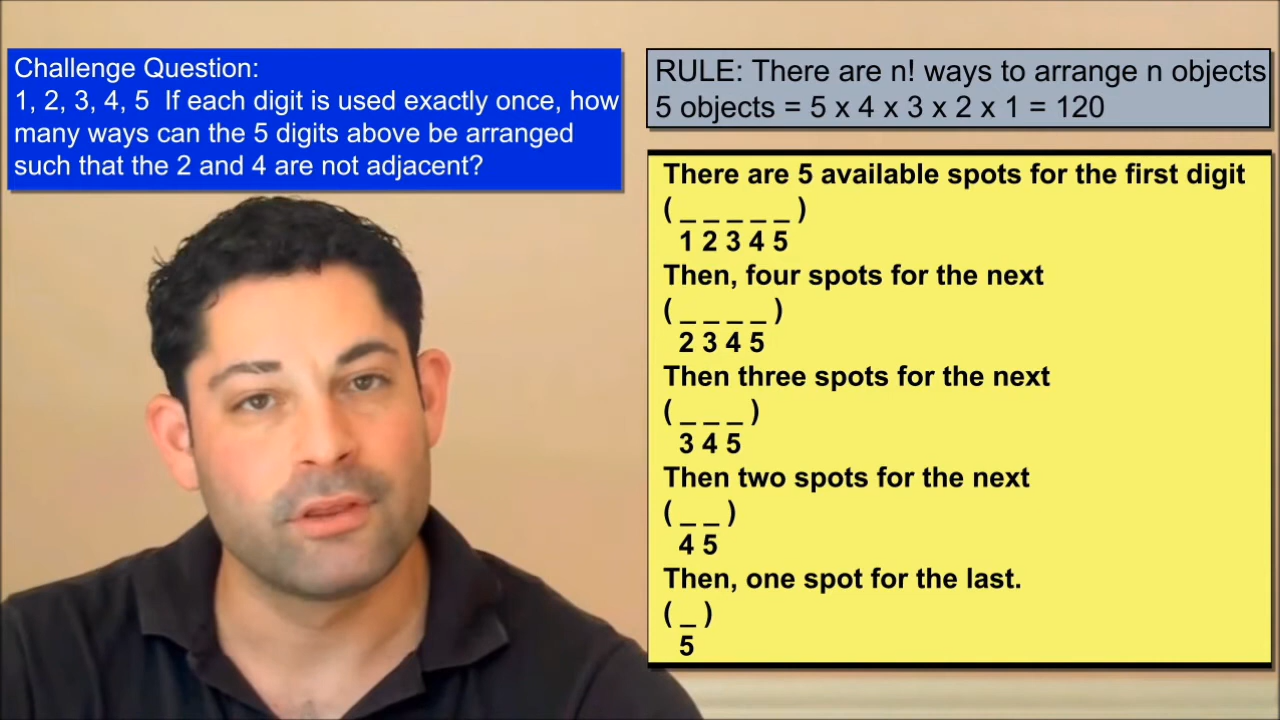 Challenge Question:
1, 2, 3, 4, 5 If each digit is used exactly once, how
many ways can the 5 digits above be arranged
such that the 2 and 4 are not adjacent?
RULE: There are n! ways to arrange n objects
5 objects = 5 x 4 x 3 x 2 x 1 = 120
There are 5 available spots for the first digit
( _ _ _ _ _ )
1 2 3 4 5
Then, four spots for the next
( _ _ _ _ )
2 3 4 5
Then three spots for the next
( _ _ _ )
3 4 5
Then two spots for the next
( _ _ )
4 5
Then, one spot for the last.
( _ )
5